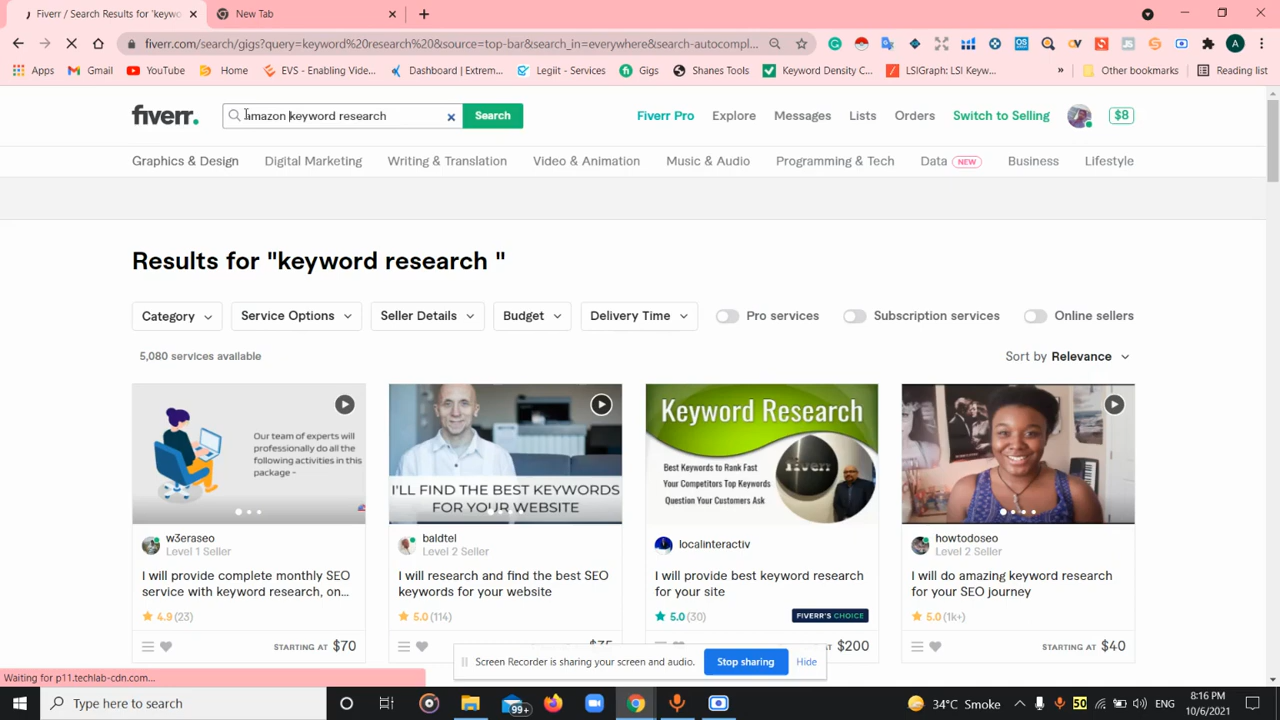 Fiverr / Search Results for 'keywo
New Tab
fiverr.com/search/gigs?query=keyword%20research%20&source=top-bar&search_in=everywhere&search-autocompl...
Apps
Gmail
YouTube
Home
EVS - Enabling Vide...
Dashboard | Extrem...
Legiit - Services
Gigs
Shanes Tools
Keyword Density C...
LSIGraph: LSI Keyw...
»
Other bookmarks
Reading list
fiverr.
amazon keyword research
Search
Fiverr Pro
Explore
Messages
Lists
Orders
Switch to Selling
$8
Graphics & Design
Digital Marketing
Writing & Translation
Video & Animation
Music & Audio
Programming & Tech
Data NEW
Business
Lifestyle
Results for "keyword research "
Category
Service Options
Seller Details
Budget
Delivery Time
Pro services
Subscription services
Online sellers
5,080 services available
Sort by Relevance
Our team of experts will
professionally do all the
following activities in this
package -
I'LL FIND THE BEST KEYWORDS
FOR YOUR WEBSITE
Keyword Research
Best Keywords to Rank Fast
Your Competitors Top Keywords
Question Your Customers Ask
fiverr
w3eraseo
Level 1 Seller
I will provide complete monthly SEO
service with keyword research, on...
4.9 (23)
STARTING AT $70
baldtel
Level 2 Seller
I will research and find the best SEO
keywords for your website
5.0 (114)
localinteractiv
I will provide best keyword research
for your site
5.0 (30)
FIVERR'S CHOICE
$200
howtodoseo
Level 2 Seller
I will do amazing keyword research
for your SEO journey
5.0 (1k+)
STARTING AT $40
Screen Recorder is sharing your screen and audio.
Stop sharing
Hide
Waiting for p11.techlab-cdn.com...
Type here to search
99+
34°C Smoke
50
ENG
8:16 PM
10/6/2021